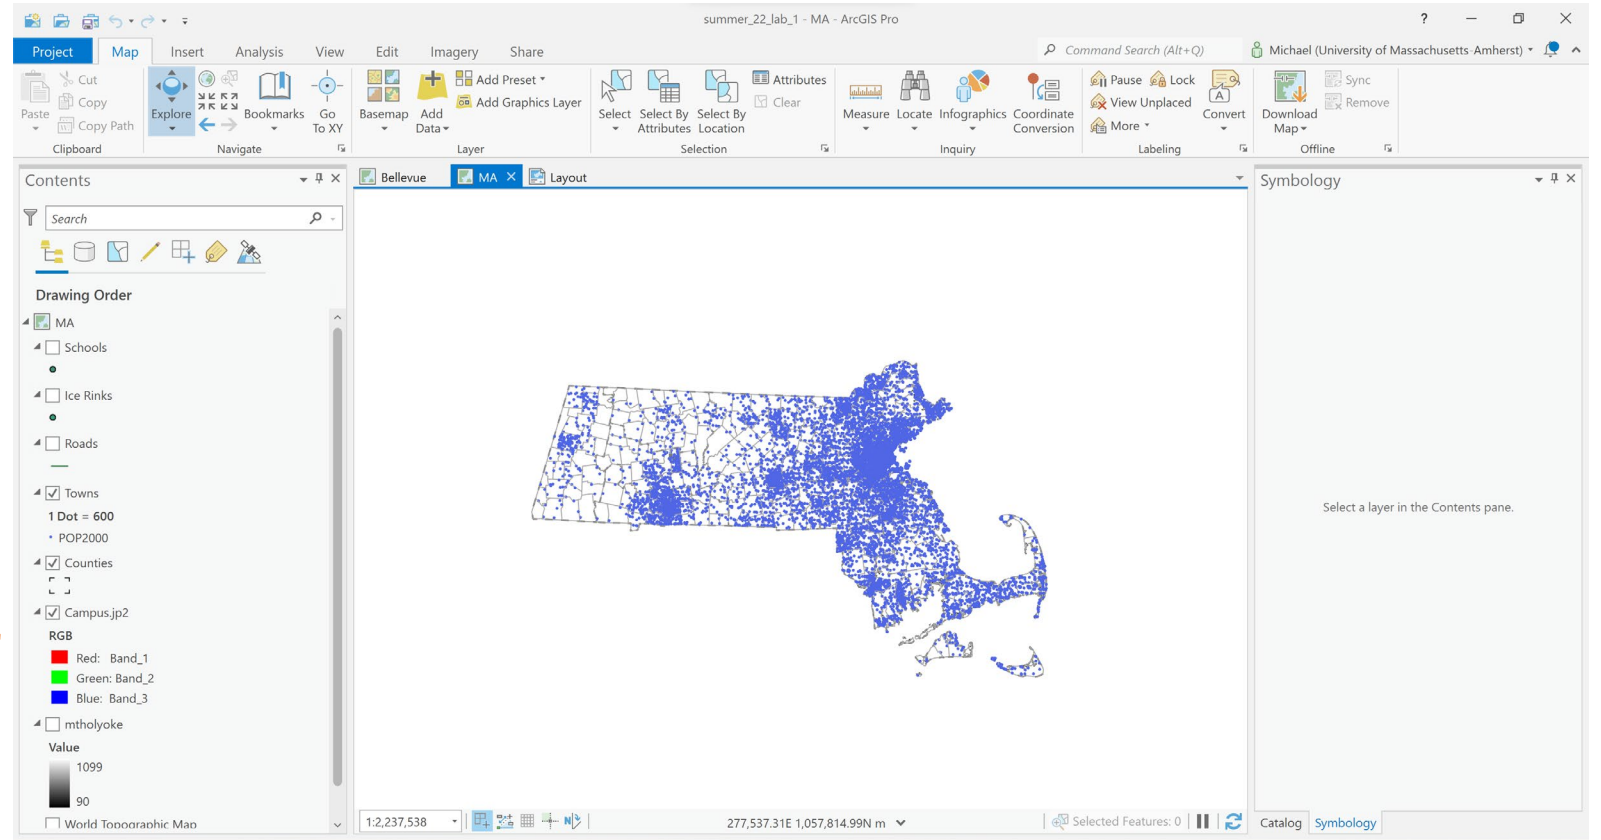 summer_22_lab_1 - MA - ArcGIS Pro
?
Project Map Insert Analysis View Edit Imagery Share
Command Search (Alt+Q)
Michael (University of Massachusetts-Amherst)
Paste
Cut
Copy
Copy Path
Clipboard
Explore
Bookmarks
Go To XY
Navigate
Basemap
Add Data
Add Preset
Add Graphics Layer
Layer
Select
Select By Attributes
Select By Location
Attributes
Clear
Selection
Measure
Locate
Infographics
Coordinate Conversion
Inquiry
Pause
Lock
View Unplaced
More
Convert
Labeling
Download Map
Sync
Remove
Offline
Contents
Search
Drawing Order
MA
Schools
Ice Rinks
Roads
Towns
1 Dot = 600
POP2000
Counties
Campus.jp2
RGB
Red: Band_1
Green: Band_2
Blue: Band_3
mtholyoke
Value
1099
90
World Topographic Map
Bellevue
MA
Layout
1:2,237,538
277,537.31E 1,057,814.99N m
Selected Features: 0
Symbology
Select a layer in the Contents pane.
Catalog Symbology